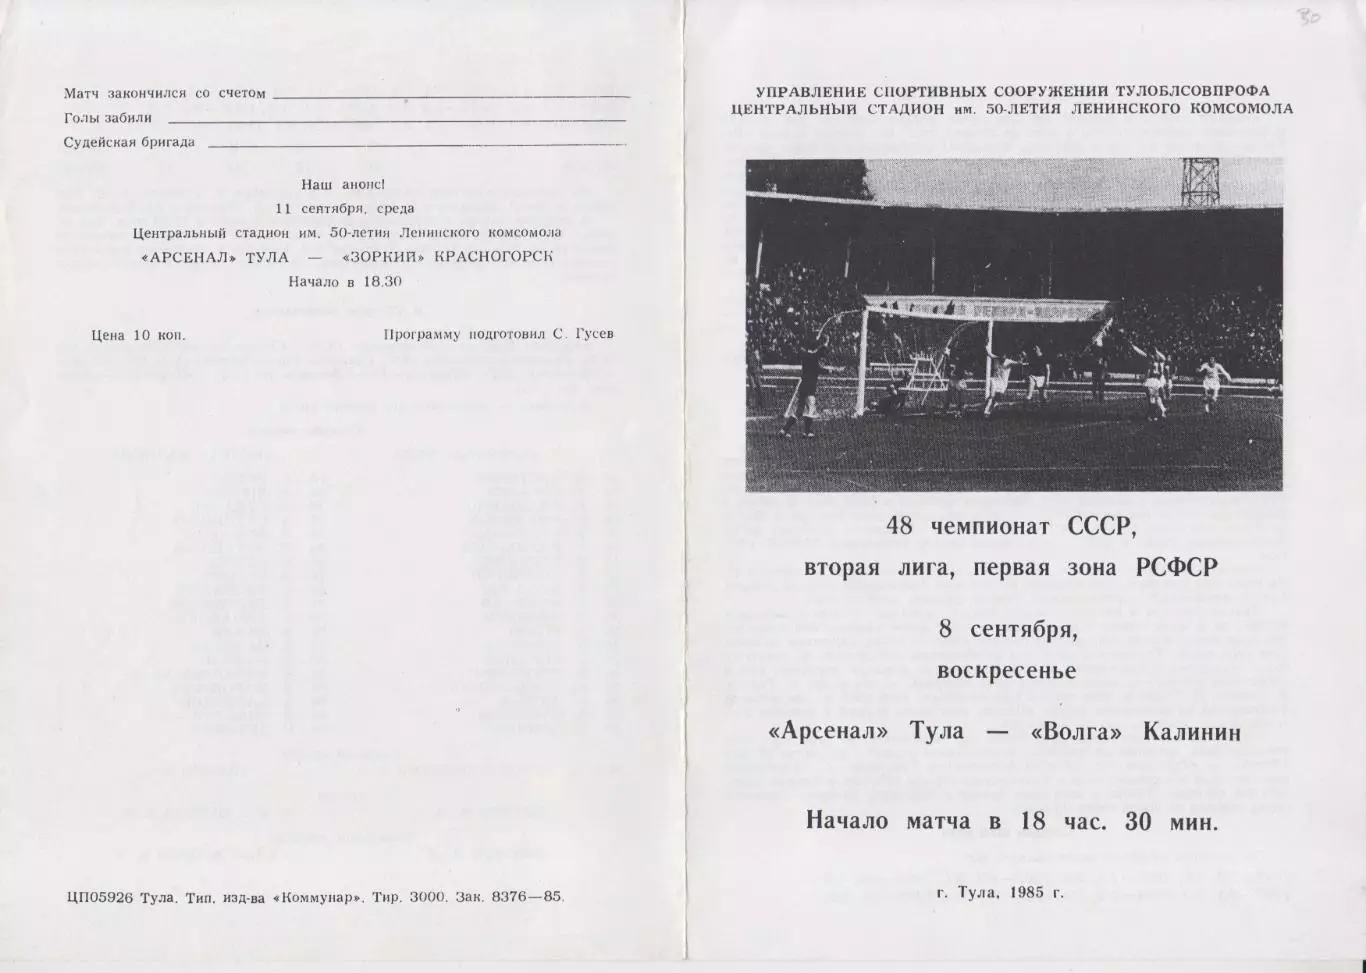 Матч закончился со счетом
Голы забили
Судейская бригада
Наш анонс!
11 сентября, среда
Центральный стадион им. 50-летия Ленинского комсомола
«АРСЕНАЛ» ТУЛА — «ЗОРКИЙ» КРАСНОГОРСК
Начало в 18.30
Цена 10 коп. Программу подготовил С. Гусев
ЦП05926 Тула. Тип. изд-ва «Коммунар». Тир. 3000. Зак. 8376—85.
30
УПРАВЛЕНИЕ СПОРТИВНЫХ СООРУЖЕНИЙ ТУЛОБЛСОВПРОФА
ЦЕНТРАЛЬНЫЙ СТАДИОН им. 50-ЛЕТИЯ ЛЕНИНСКОГО КОМСОМОЛА
48 чемпионат СССР,
вторая лига, первая зона РСФСР
8 сентября,
воскресенье
«Арсенал» Тула — «Волга» Калинин
Начало матча в 18 час. 30 мин.
г. Тула, 1985 г.